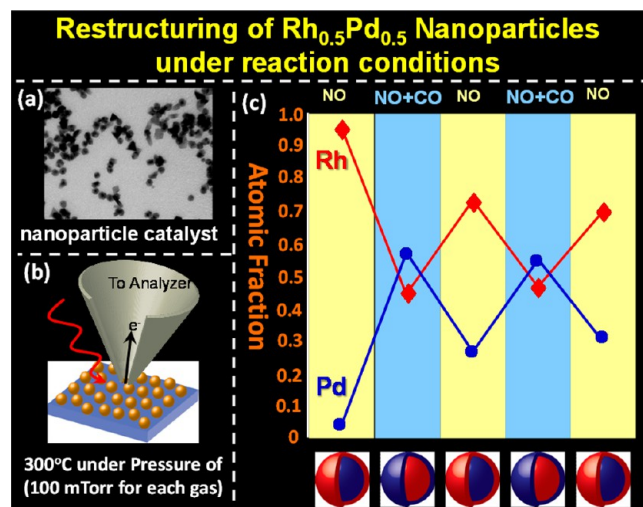 Restructuring of Rh0.5Pd0.5 Nanoparticles
under reaction conditions
(a)
nanoparticle catalyst
(b)
To Analyzer
e-
300oC under Pressure of
(100 mTorr for each gas)
(c)
NO NO+CO NO NO+CO NO
Atomic Fraction
1.0
0.9
0.8
0.7
0.6
0.5
0.4
0.3
0.2
0.1
0
Rh
Pd